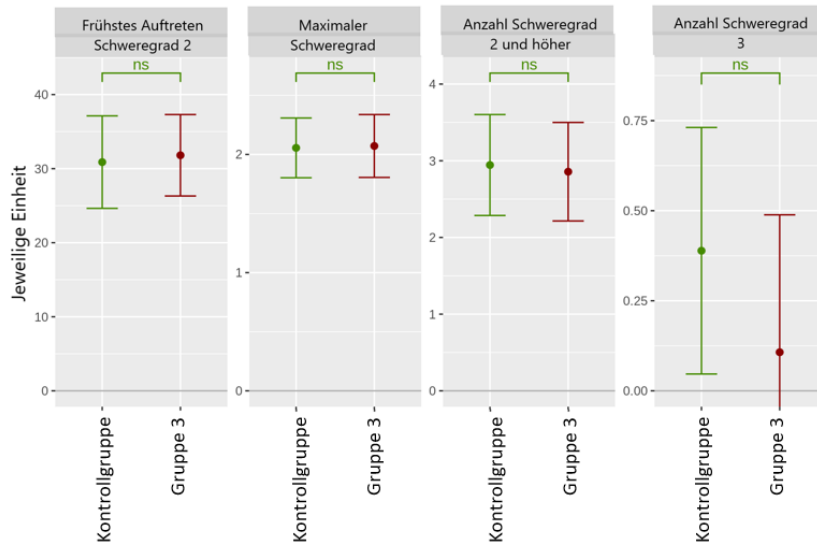 Frühstes Auftreten
Schweregrad 2
Maximaler
Schweregrad
Anzahl Schweregrad
2 und höher
Anzahl Schweregrad
3
Jeweilige Einheit
ns
40
30
20
10
0
Kontrollgruppe
Gruppe 3
ns
2
1
0
Kontrollgruppe
Gruppe 3
ns
4
3
2
1
0
Kontrollgruppe
Gruppe 3
ns
0.75
0.50
0.25
0.00
Kontrollgruppe
Gruppe 3